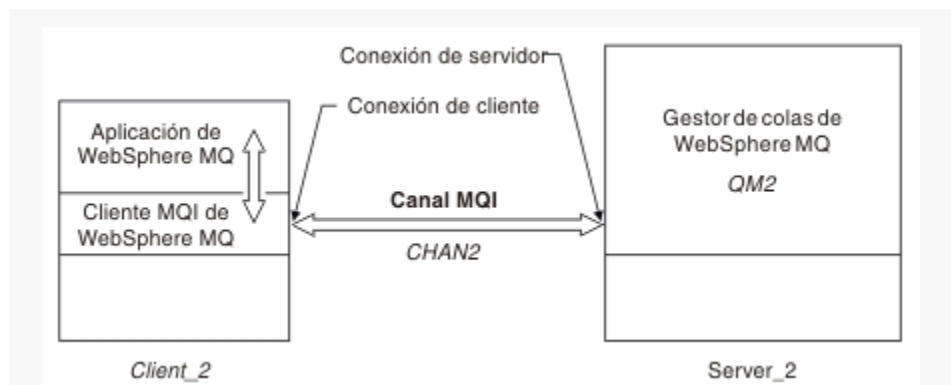 Conexión de servidor
Conexión de cliente
Aplicación de
WebSphere MQ
Cliente MQI de
WebSphere MQ
Canal MQI
CHAN2
Gestor de colas de
WebSphere MQ
QM2
Client_2
Server_2